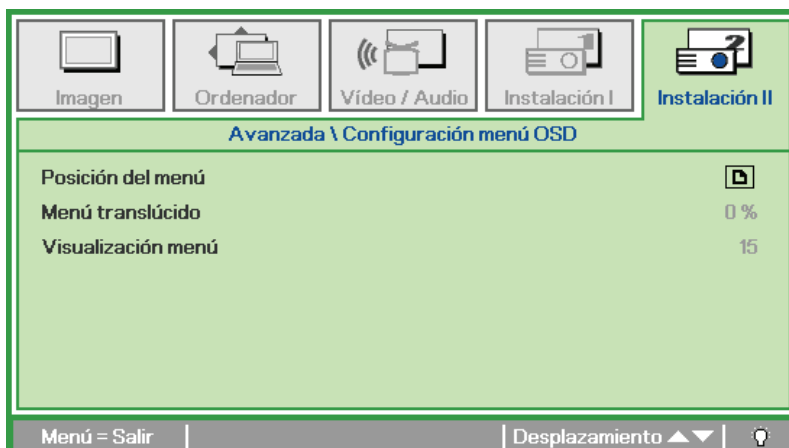 Imagen
Ordenador
Vídeo / Audio
Instalación I
Instalación II
Avanzada \ Configuración menú OSD
Posición del menú
Menú translúcido 0 %
Visualización menú 15
Menú = Salir Desplazamiento ▲▼